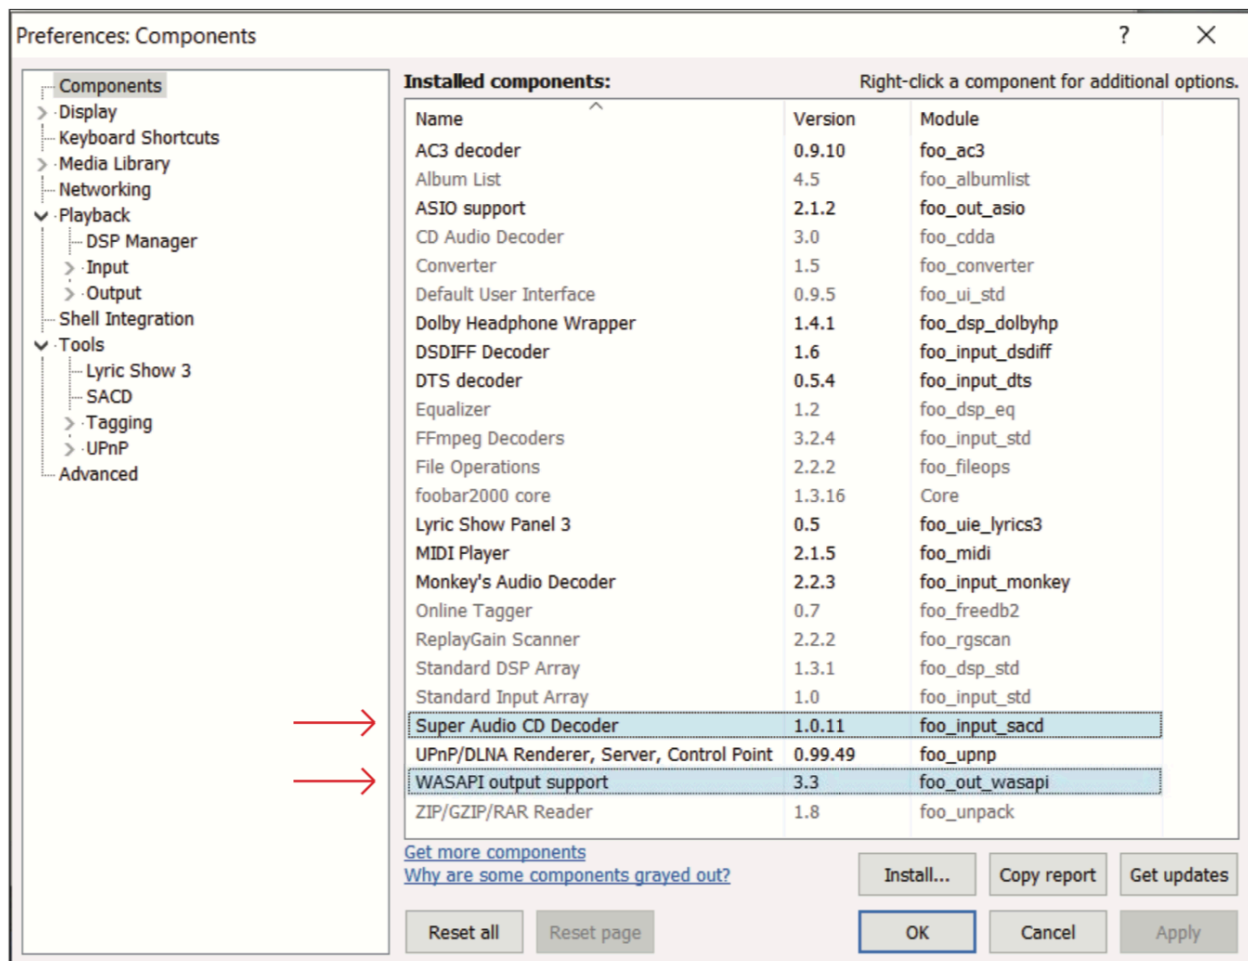 Preferences: Components
?
Components
Display
Keyboard Shortcuts
Media Library
Networking
Playback
DSP Manager
Input
Output
Shell Integration
Tools
Lyric Show 3
SACD
Tagging
UPnP
Advanced
Installed components: Right-click a component for additional options.
Name Version Module
AC3 decoder 0.9.10 foo_ac3
Album List 4.5 foo_albumlist
ASIO support 2.1.2 foo_out_asio
CD Audio Decoder 3.0 foo_cdda
Converter 1.5 foo_converter
Default User Interface 0.9.5 foo_ui_std
Dolby Headphone Wrapper 1.4.1 foo_dsp_dolbyhp
DSDIFF Decoder 1.6 foo_input_dsdiff
DTS decoder 0.5.4 foo_input_dts
Equalizer 1.2 foo_dsp_eq
FFmpeg Decoders 3.2.4 foo_input_std
File Operations 2.2.2 foo_fileops
foobar2000 core 1.3.16 Core
Lyric Show Panel 3 0.5 foo_uie_lyrics3
MIDI Player 2.1.5 foo_midi
Monkey's Audio Decoder 2.2.3 foo_input_monkey
Online Tagger 0.7 foo_freedb2
ReplayGain Scanner 2.2.2 foo_rgscan
Standard DSP Array 1.3.1 foo_dsp_std
Standard Input Array 1.0 foo_input_std
Super Audio CD Decoder 1.0.11 foo_input_sacd
UPnP/DLNA Renderer, Server, Control Point 0.99.49 foo_upnp
WASAPI output support 3.3 foo_out_wasapi
ZIP/GZIP/RAR Reader 1.8 foo_unpack
Get more components
Why are some components grayed out?
Install... Copy report Get updates
Reset all Reset page OK Cancel Apply